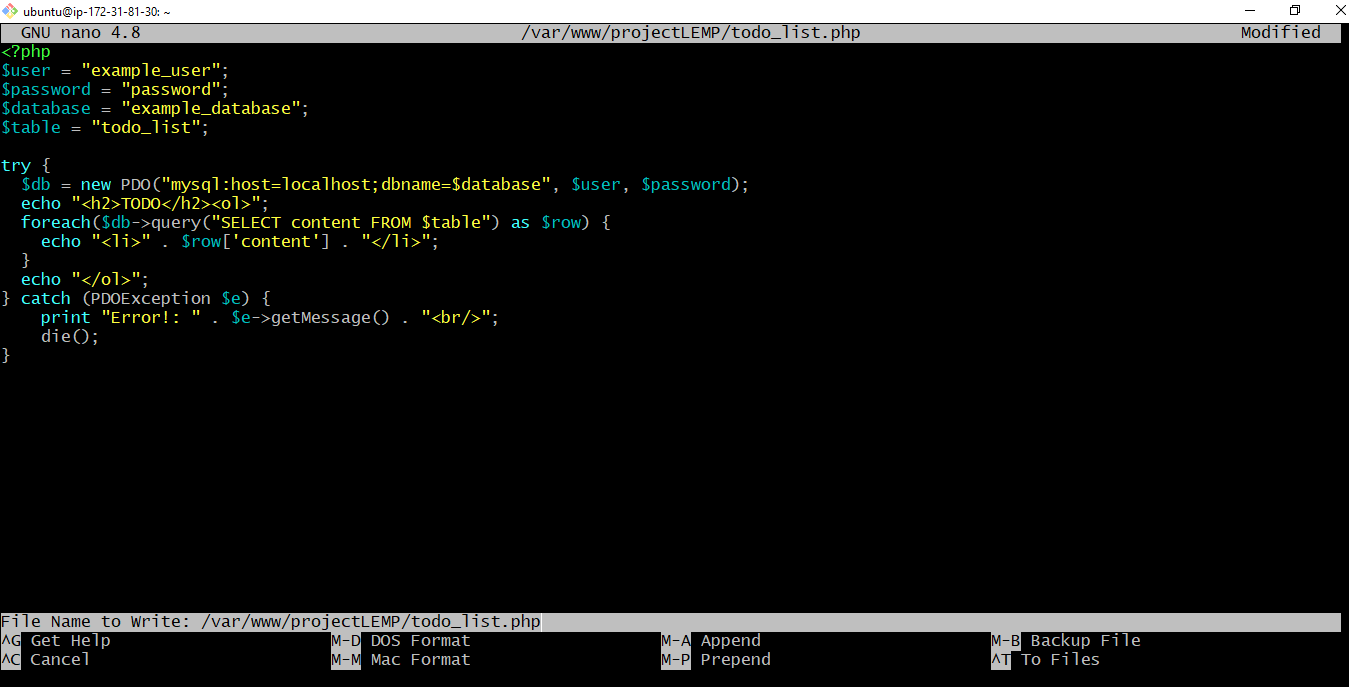 ubuntu@ip-172-31-81-30: ~
GNU nano 4.8 /var/www/projectLEMP/todo_list.php Modified
<?php
$user = "example_user";
$password = "password";
$database = "example_database";
$table = "todo_list";

try {
  $db = new PDO("mysql:host=localhost;dbname=$database", $user, $password);
  echo "<h2>TODO</h2><ol>";
  foreach($db->query("SELECT content FROM $table") as $row) {
    echo "<li>" . $row['content'] . "</li>";
  }
  echo "</ol>";
} catch (PDOException $e) {
    print "Error!: " . $e->getMessage() . "<br/>";
    die();
}
File Name to Write: /var/www/projectLEMP/todo_list.php
^G Get Help M-D DOS Format M-A Append M-B Backup File
^C Cancel M-M Mac Format M-P Prepend ^T To Files